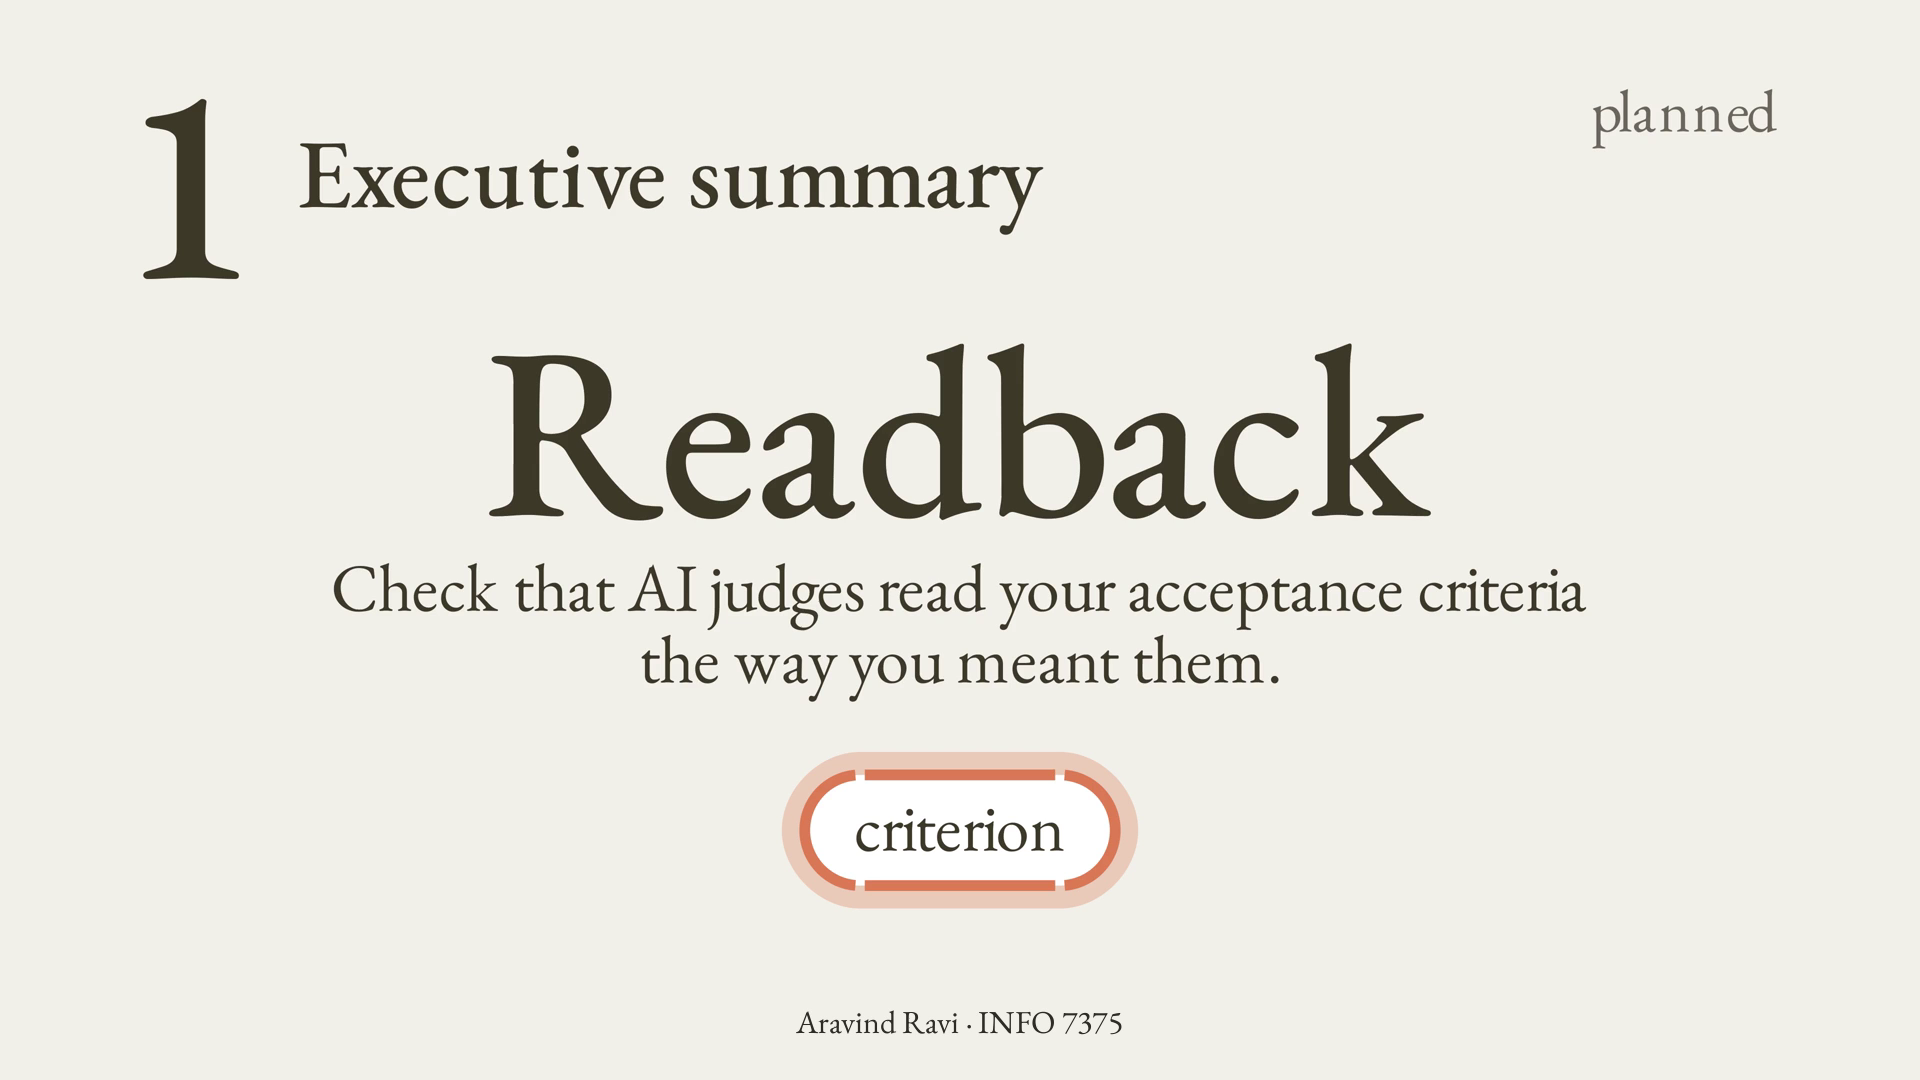 1 Executive summary
planned
Readback
Check that AI judges read your acceptance criteria
the way you meant them.
criterion
Aravind Ravi · INFO 7375